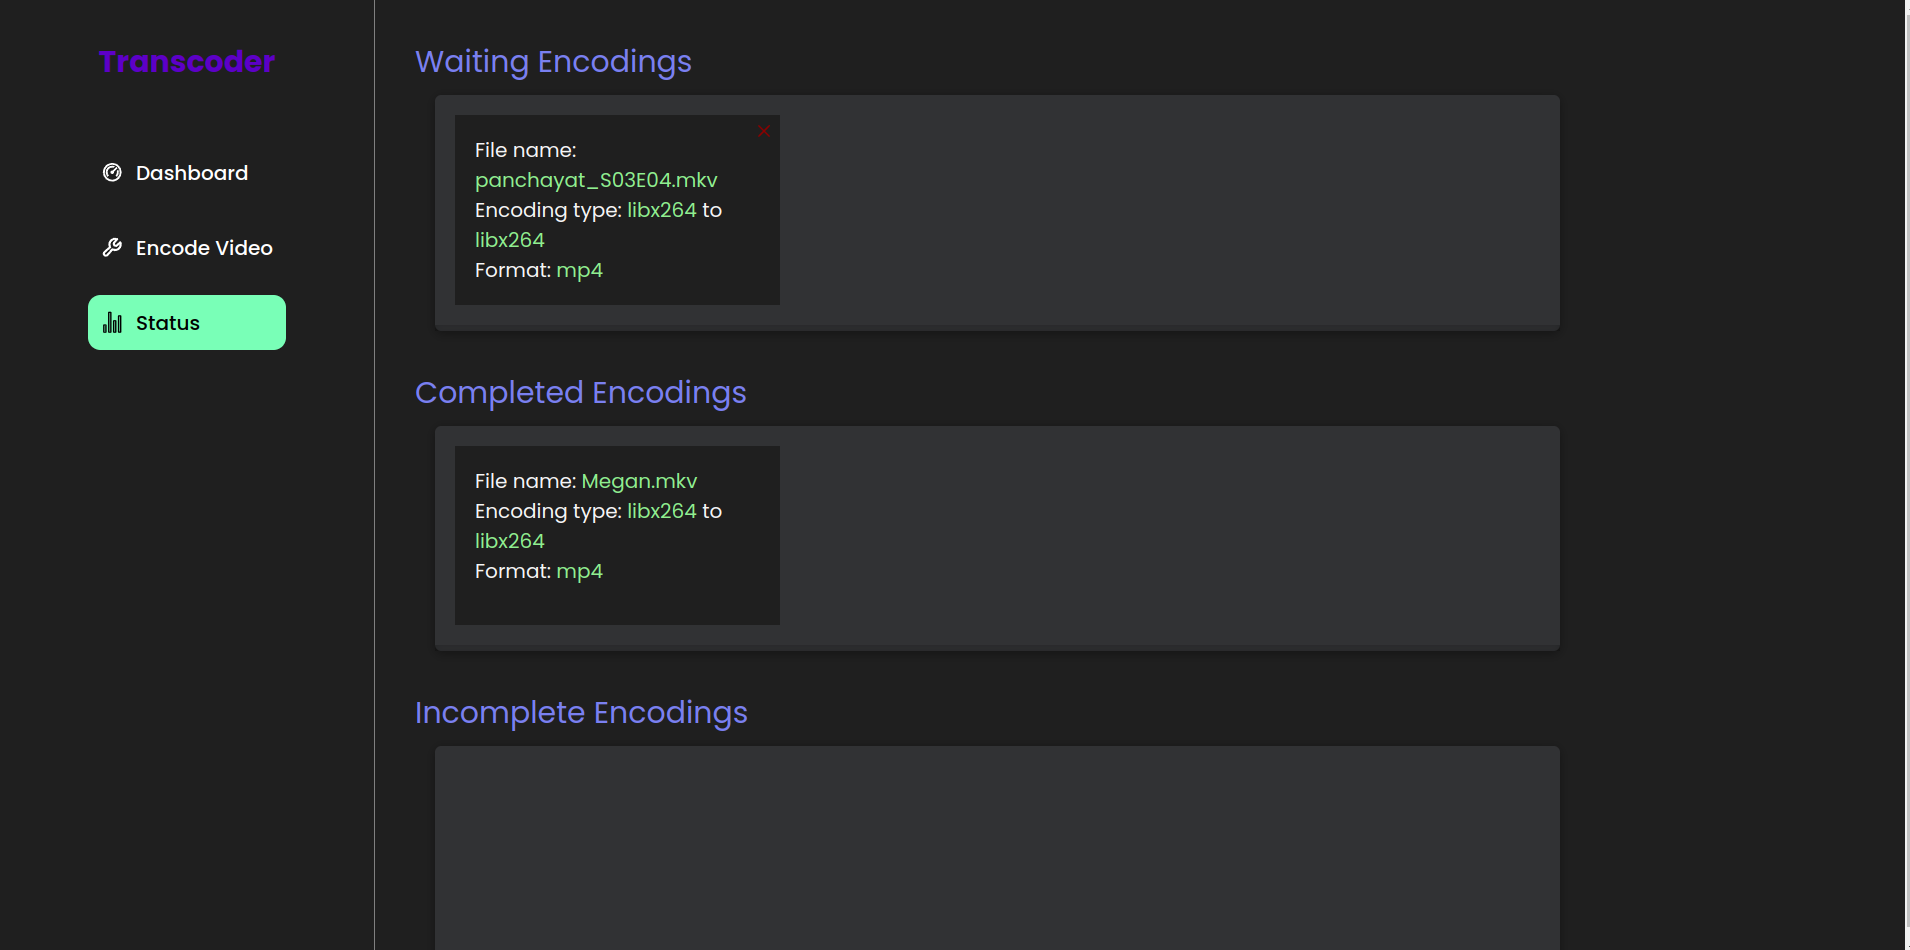 Transcoder
Dashboard
Encode Video
Status
Waiting Encodings
File name:
panchayat_S03E04.mkv
Encoding type: libx264 to
libx264
Format: mp4
Completed Encodings
File name: Megan.mkv
Encoding type: libx264 to
libx264
Format: mp4
Incomplete Encodings